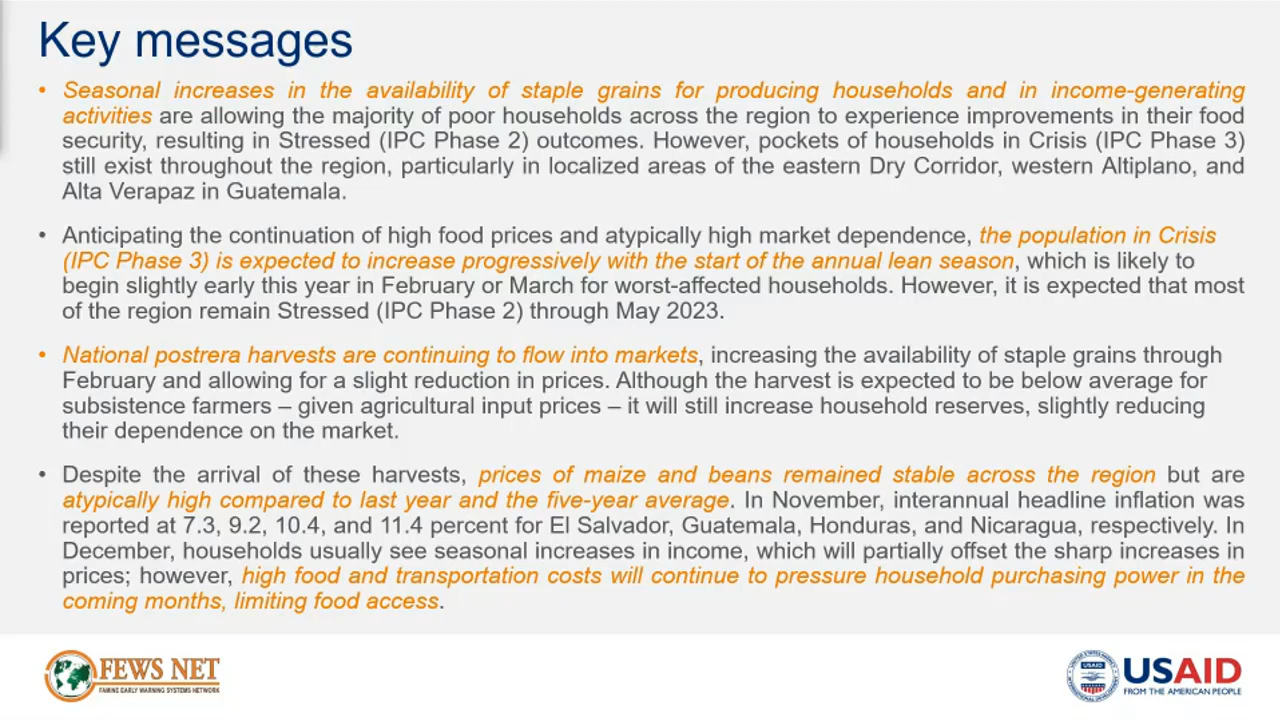 Key messages
• Seasonal increases in the availability of staple grains for producing households and in income-generating
activities are allowing the majority of poor households across the region to experience improvements in their food
security, resulting in Stressed (IPC Phase 2) outcomes. However, pockets of households in Crisis (IPC Phase 3)
still exist throughout the region, particularly in localized areas of the eastern Dry Corridor, western Altiplano, and
Alta Verapaz in Guatemala.
• Anticipating the continuation of high food prices and atypically high market dependence, the population in Crisis
(IPC Phase 3) is expected to increase progressively with the start of the annual lean season, which is likely to
begin slightly early this year in February or March for worst-affected households. However, it is expected that most
of the region remain Stressed (IPC Phase 2) through May 2023.
• National postrera harvests are continuing to flow into markets, increasing the availability of staple grains through
February and allowing for a slight reduction in prices. Although the harvest is expected to be below average for
subsistence farmers – given agricultural input prices – it will still increase household reserves, slightly reducing
their dependence on the market.
• Despite the arrival of these harvests, prices of maize and beans remained stable across the region but are
atypically high compared to last year and the five-year average. In November, interannual headline inflation was
reported at 7.3, 9.2, 10.4, and 11.4 percent for El Salvador, Guatemala, Honduras, and Nicaragua, respectively. In
December, households usually see seasonal increases in income, which will partially offset the sharp increases in
prices; however, high food and transportation costs will continue to pressure household purchasing power in the
coming months, limiting food access.
FEWS NET
FAMINE EARLY WARNING SYSTEMS NETWORK
USAID
USAID
FROM THE AMERICAN PEOPLE